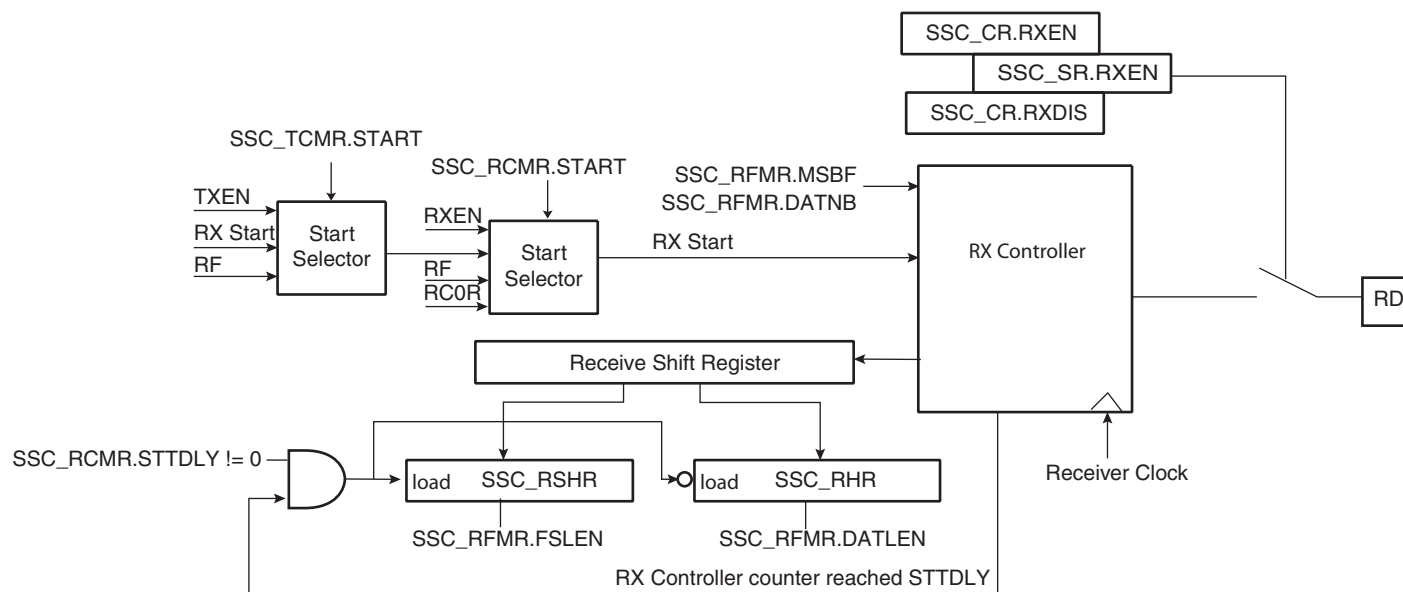 SSC_CR.RXEN
SSC_SR.RXEN
SSC_CR.RXDIS
SSC_TCMR.START
SSC_RCMR.START
SSC_RFMR.MSBF
SSC_RFMR.DATNB
TXEN
RX Start
RF
Start
Selector
RXEN
RF
RC0R
Start
Selector
RX Start
RX Controller
RD
Receive Shift Register
SSC_RCMR.STTDLY != 0
load SSC_RSHR
load SSC_RHR
Receiver Clock
SSC_RFMR.FSLEN
SSC_RFMR.DATLEN
RX Controller counter reached STTDLY